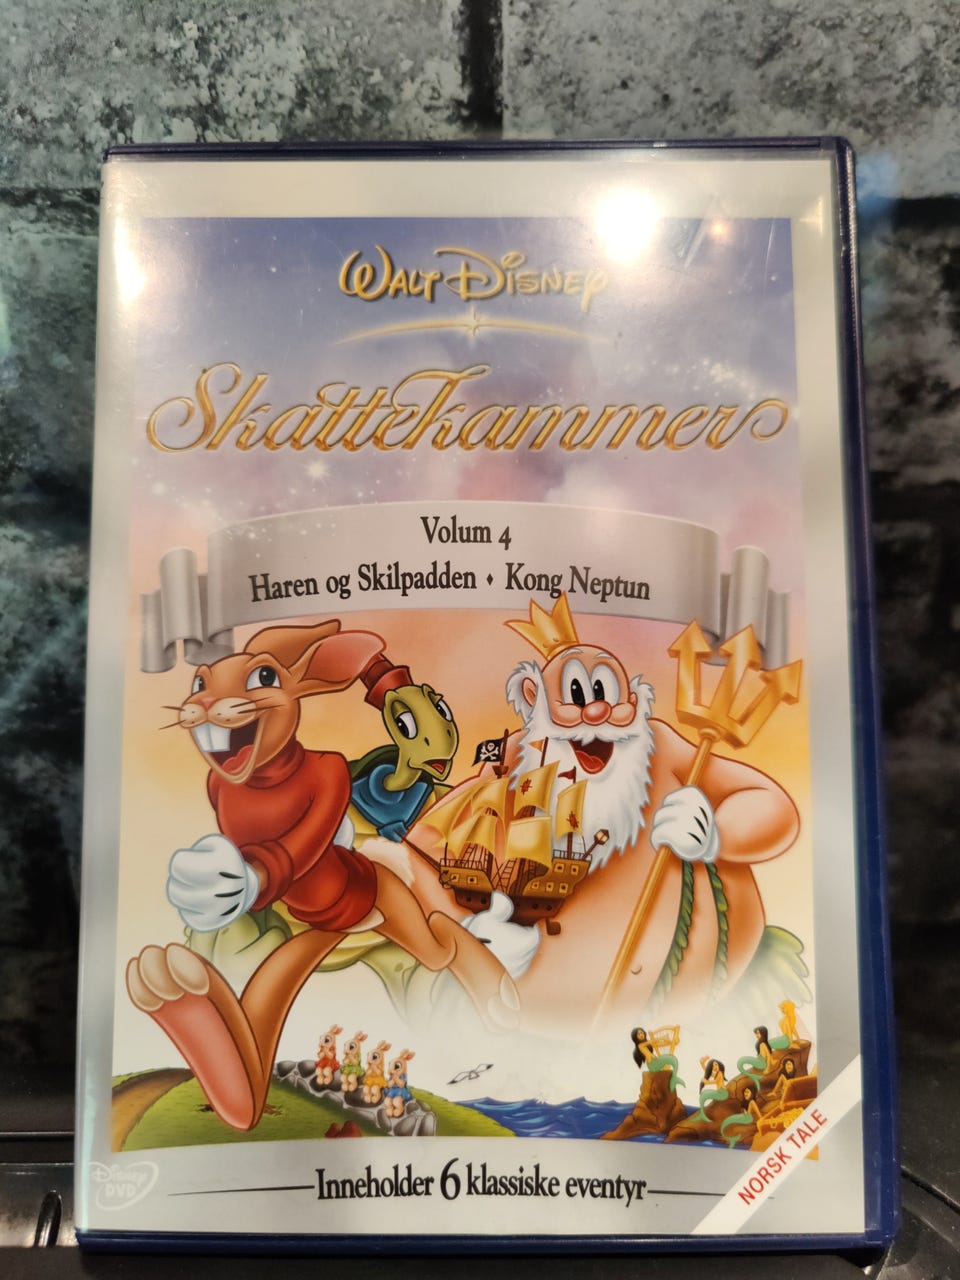 Walt Disney
Skattekammer
Volum 4
Haren og Skilpadden • Kong Neptun
Inneholder 6 klassiske eventyr
NORSK TALE
Disney
DVD